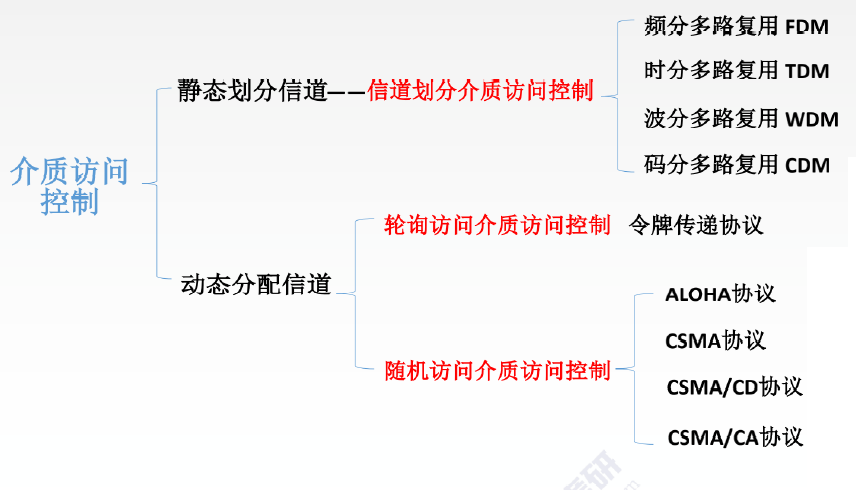 频分多路复用 FDM
静态划分信道——信道划分介质访问控制
时分多路复用 TDM
波分多路复用 WDM
码分多路复用 CDM
介质访问
控制
轮询访问介质访问控制 令牌传递协议
动态分配信道
ALOHA协议
CSMA协议
随机访问介质访问控制
CSMA/CD协议
CSMA/CA协议